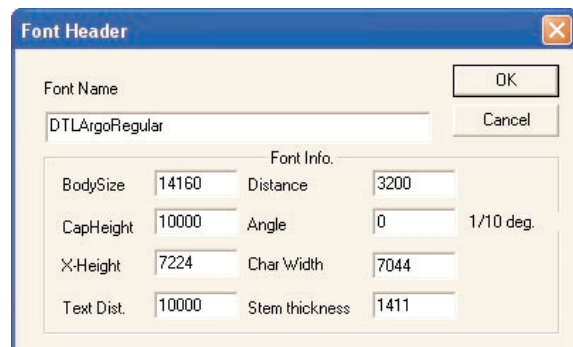 Font Header
OK
Font Name
DTLArgoRegular
Cancel
Font Info.
BodySize 14160 Distance 3200
CapHeight 10000 Angle 0 1/10 deg.
X-Height 7224 Char Width 7044
Text Dist. 10000 Stem thickness 1411